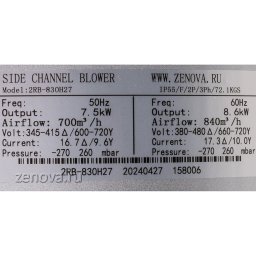 SIDE CHANNEL BLOWER WWW.ZENOVA.RU
Model:2RB-830H27 IP55/F/2P/3Ph/72.1KGS
Freq: 50Hz Freq: 60Hz
Output: 7.5kW Output: 8.6kW
Airflow: 700m³/h Airflow: 840m³/h
Volt:345-415Δ/600-720Y Volt:380-480Δ/660-720Y
Current: 16.7Δ/9.6Y Current: 17.3Δ/10.0Y
Pressure: -270 260 mbar Pressure: -270 260 mbar
2RB-830H27 20240427 158006
zenova.ru
zenova.ru